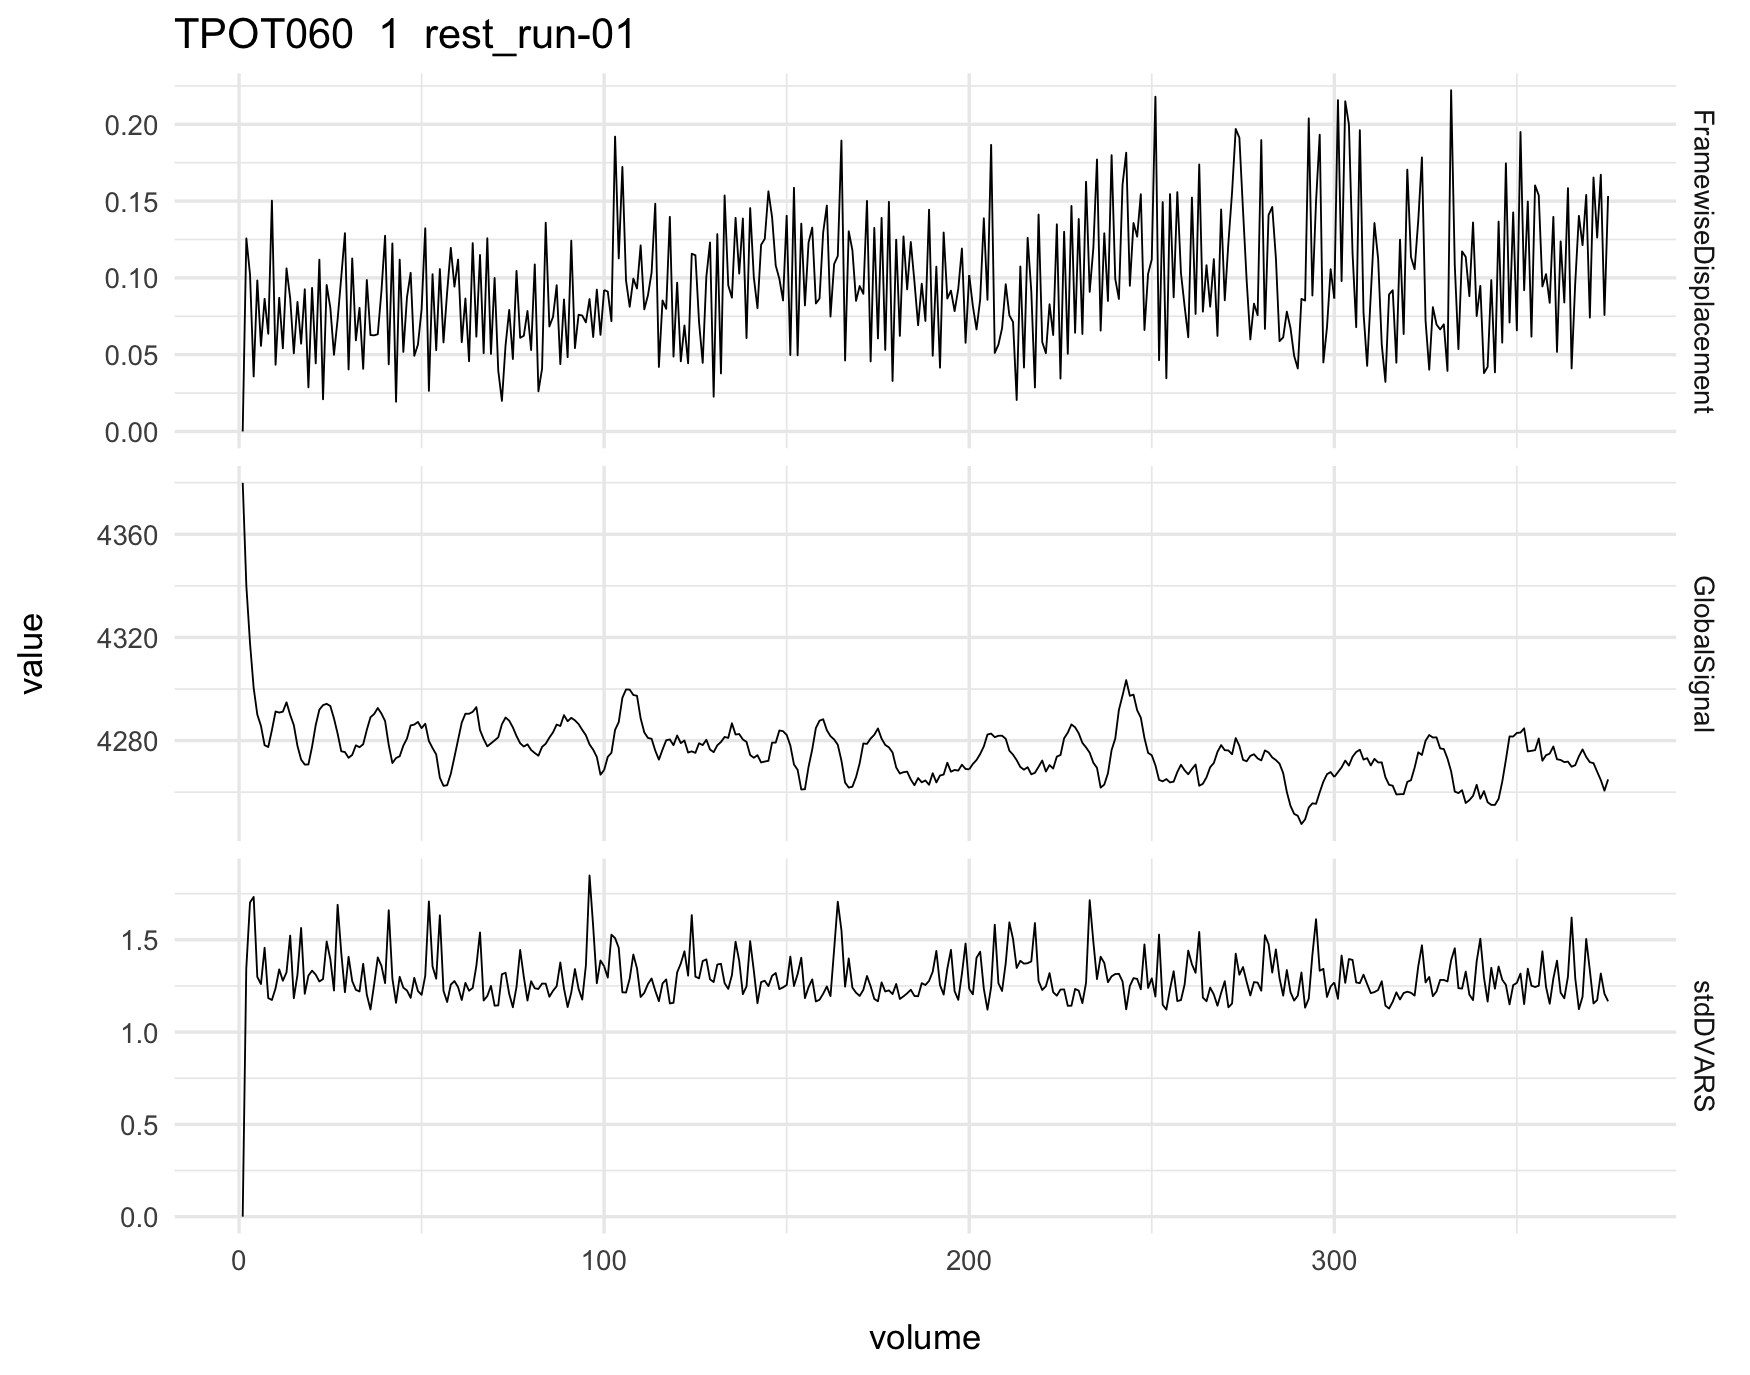 TPOT060 1 rest_run-01
value
0.20
0.15
0.10
0.05
0.00
FramewiseDisplacement
4360
4320
4280
GlobalSignal
1.5
1.0
0.5
0.0
stdDVARS
0 100 200 300
volume